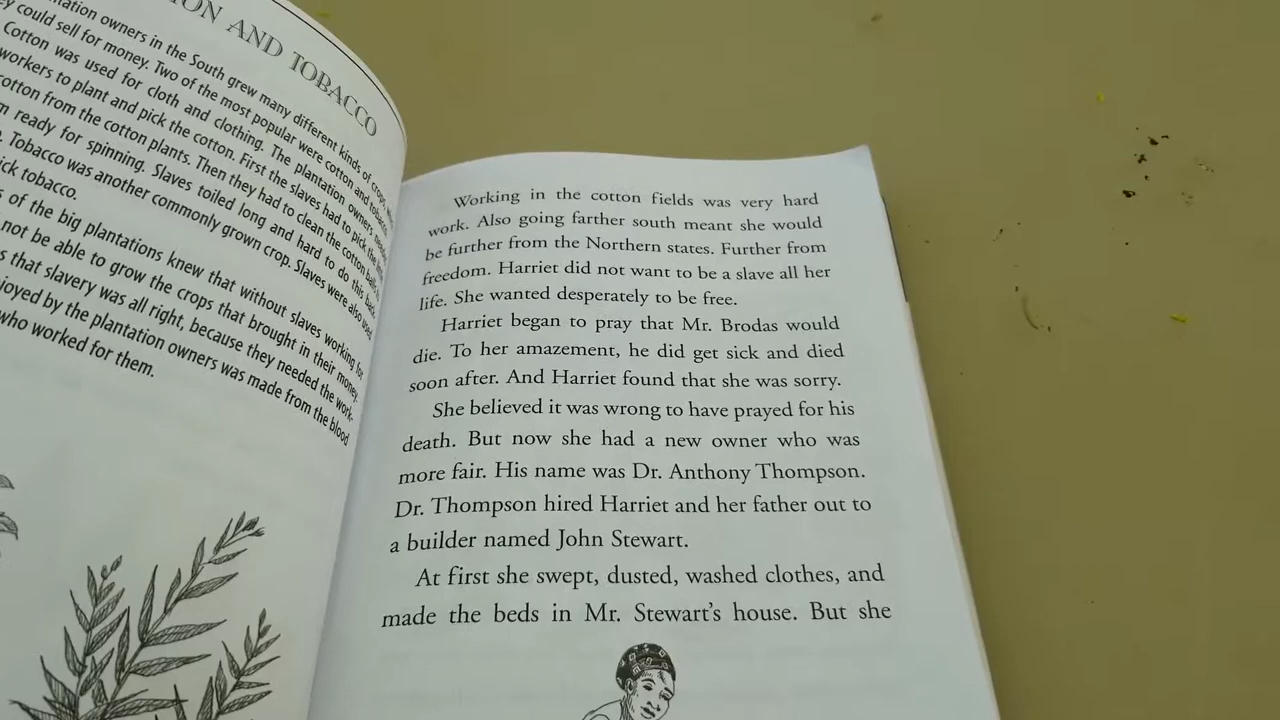 ION AND TOBACCO
ntation owners in the South grew many different kinds of crops
ey could sell for money. Two of the most popular were cotton and tobacco
Cotton was used for cloth and clothing. The plantation owners
workers to plant and pick the cotton. First the slaves had to pick the
cotton from the cotton plants. Then they had to clean the cotton
m ready for spinning. Slaves toiled long and hard to do this
Tobacco was another commonly grown crop. Slaves were also used
ick tobacco.
s of the big plantations knew that without slaves working for
not be able to grow the crops that brought in their money.
s that slavery was all right, because they needed the work-
joyed by the plantation owners was made from the blood
who worked for them.
Working in the cotton fields was very hard
work. Also going farther south meant she would
be further from the Northern states. Further from
freedom. Harriet did not want to be a slave all her
life. She wanted desperately to be free.
Harriet began to pray that Mr. Brodas would
die. To her amazement, he did get sick and died
soon after. And Harriet found that she was sorry.
She believed it was wrong to have prayed for his
death. But now she had a new owner who was
more fair. His name was Dr. Anthony Thompson.
Dr. Thompson hired Harriet and her father out to
a builder named John Stewart.
At first she swept, dusted, washed clothes, and
made the beds in Mr. Stewart's house. But she